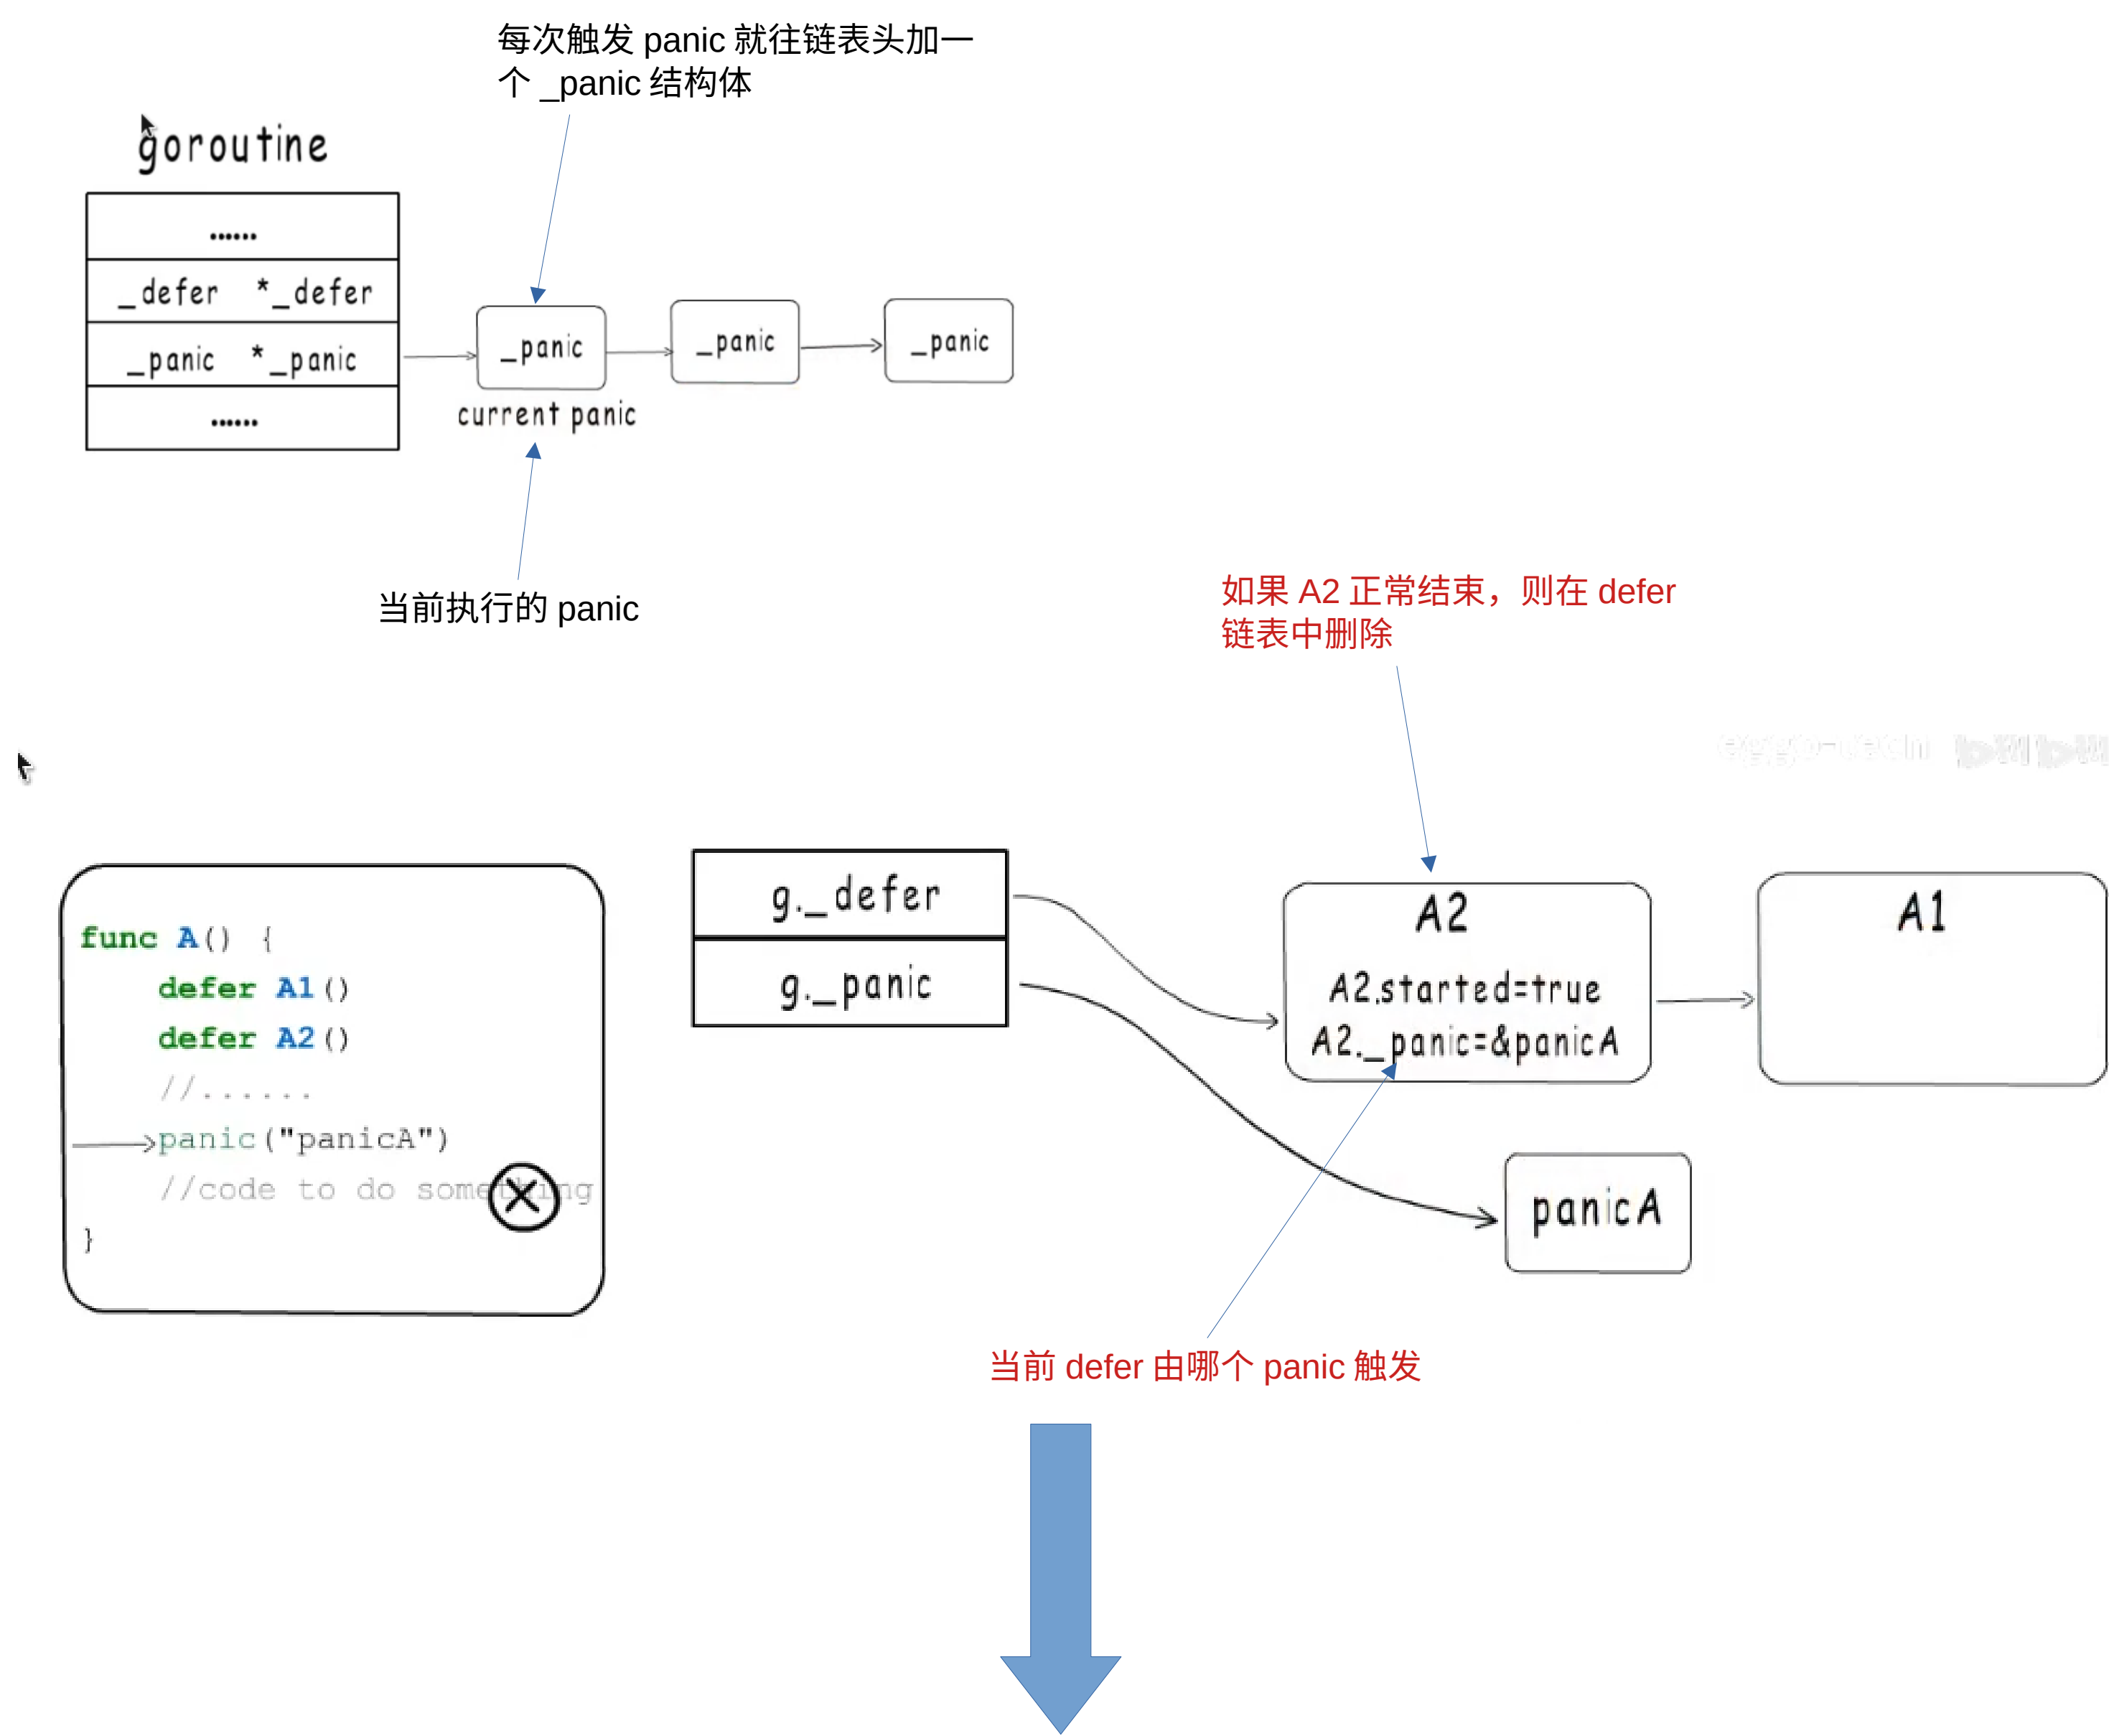 每次触发 panic 就往链表头加一
个 _panic 结构体
goroutine
......
_defer *_defer
_panic *_panic
......
_panic
_panic
_panic
current panic
当前执行的 panic
如果 A2 正常结束，则在 defer
链表中删除
func A() {
defer A1()
defer A2()
//......
panic("panicA")
//code to do something
}
g._defer
g._panic
A2
A2.started=true
A2._panic=&panicA
A1
panicA
当前 defer 由哪个 panic 触发